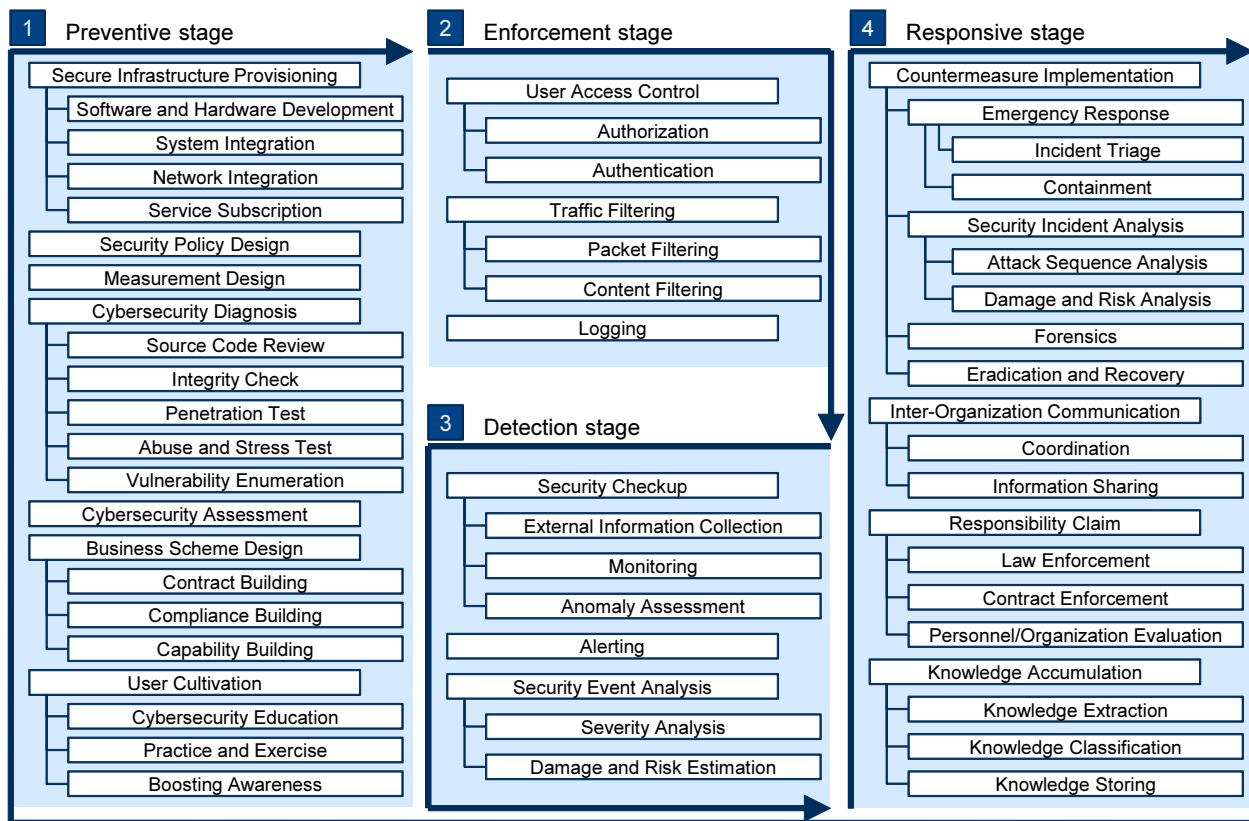 1 Preventive stage
Secure Infrastructure Provisioning
Software and Hardware Development
System Integration
Network Integration
Service Subscription
Security Policy Design
Measurement Design
Cybersecurity Diagnosis
Source Code Review
Integrity Check
Penetration Test
Abuse and Stress Test
Vulnerability Enumeration
Cybersecurity Assessment
Business Scheme Design
Contract Building
Compliance Building
Capability Building
User Cultivation
Cybersecurity Education
Practice and Exercise
Boosting Awareness
2 Enforcement stage
User Access Control
Authorization
Authentication
Traffic Filtering
Packet Filtering
Content Filtering
Logging
3 Detection stage
Security Checkup
External Information Collection
Monitoring
Anomaly Assessment
Alerting
Security Event Analysis
Severity Analysis
Damage and Risk Estimation
4 Responsive stage
Countermeasure Implementation
Emergency Response
Incident Triage
Containment
Security Incident Analysis
Attack Sequence Analysis
Damage and Risk Analysis
Forensics
Eradication and Recovery
Inter-Organization Communication
Coordination
Information Sharing
Responsibility Claim
Law Enforcement
Contract Enforcement
Personnel/Organization Evaluation
Knowledge Accumulation
Knowledge Extraction
Knowledge Classification
Knowledge Storing